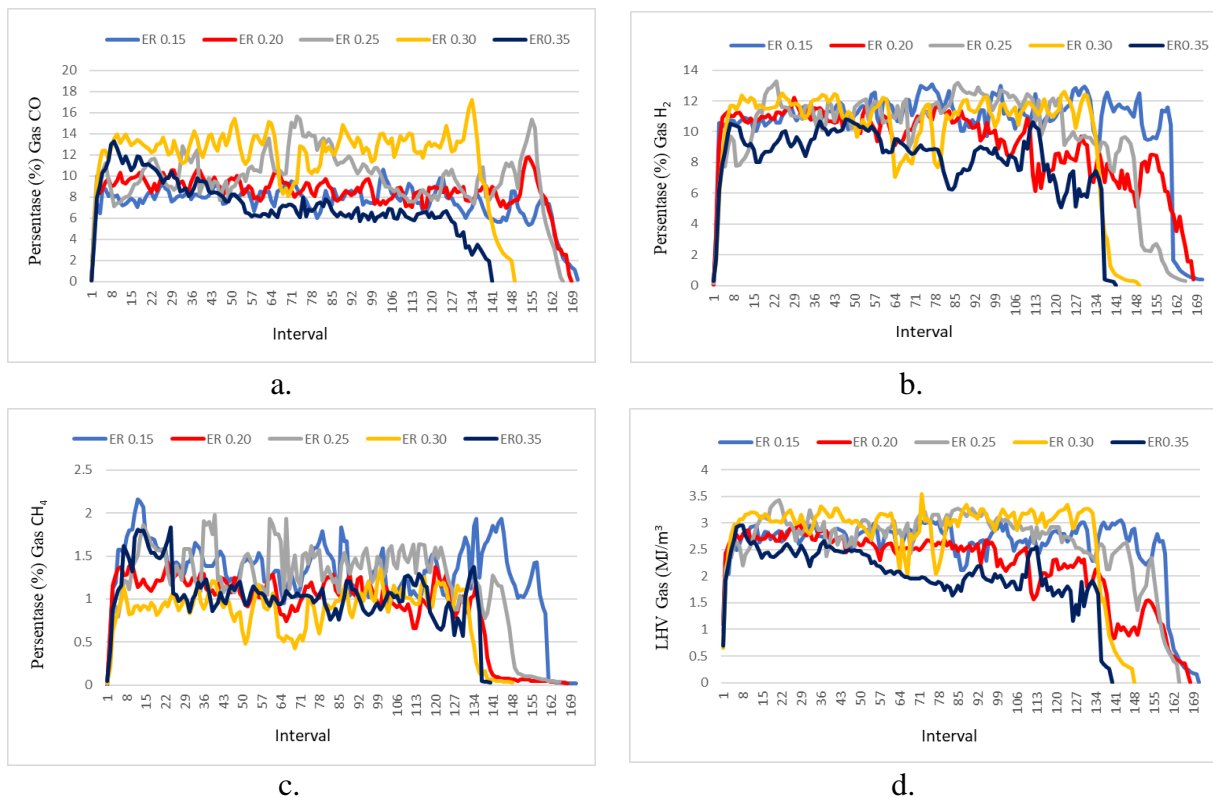 ER 0.15 ER 0.20 ER 0.25 ER 0.30 ER0.35
Persentase (%) Gas CO
20
18
16
14
12
10
8
6
4
2
0
1 8 15 22 29 36 43 50 57 64 71 78 85 92 99 106 113 120 127 134 141 148 155 162 169
Interval
a.
ER 0.15 ER 0.20 ER 0.25 ER 0.30 ER0.35
Persentase (%) Gas H2
14
12
10
8
6
4
2
0
1 8 15 22 29 36 43 50 57 64 71 78 85 92 99 106 113 120 127 134 141 148 155 162 169
Interval
b.
ER 0.15 ER 0.20 ER 0.25 ER 0.30 ER0.35
Persentase (%) Gas CH4
2.5
2
1.5
1
0.5
0
1 8 15 22 29 36 43 50 57 64 71 78 85 92 99 106 113 120 127 134 141 148 155 162 169
Interval
c.
ER 0.15 ER 0.20 ER 0.25 ER 0.30 ER0.35
LHV Gas (MJ/m³
4
3.5
3
2.5
2
1.5
1
0.5
0
1 8 15 22 29 36 43 50 57 64 71 78 85 92 99 106 113 120 127 134 141 148 155 162 169
Interval
d.